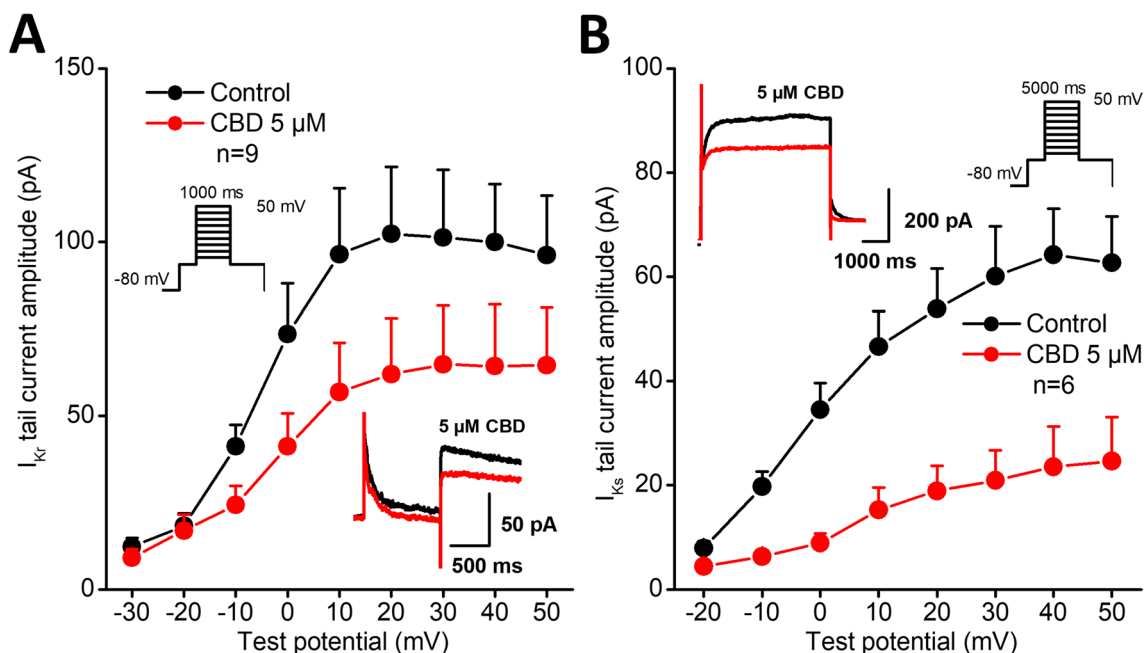 A
I_Kr tail current amplitude (pA)
150
100
50
0
Control
CBD 5 µM
n=9
1000 ms
50 mV
-80 mV
5 µM CBD
50 pA
500 ms
-30 -20 -10 0 10 20 30 40 50
Test potential (mV)
B
I_Ks tail current amplitude (pA)
100
80
60
40
20
0
5 µM CBD
200 pA
1000 ms
5000 ms
50 mV
-80 mV
Control
CBD 5 µM
n=6
-20 -10 0 10 20 30 40 50
Test potential (mV)